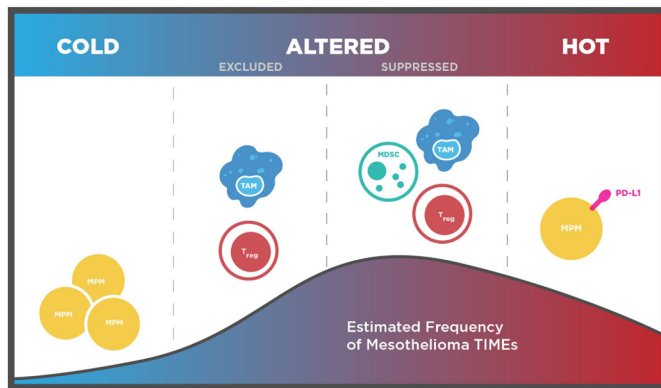 COLD
ALTERED
HOT
EXCLUDED
SUPPRESSED
MDSC
TAM
TAM
T reg
T reg
PD-L1
MPM
MPM
MPM
MPM
Estimated Frequency
of Mesothelioma TIMEs